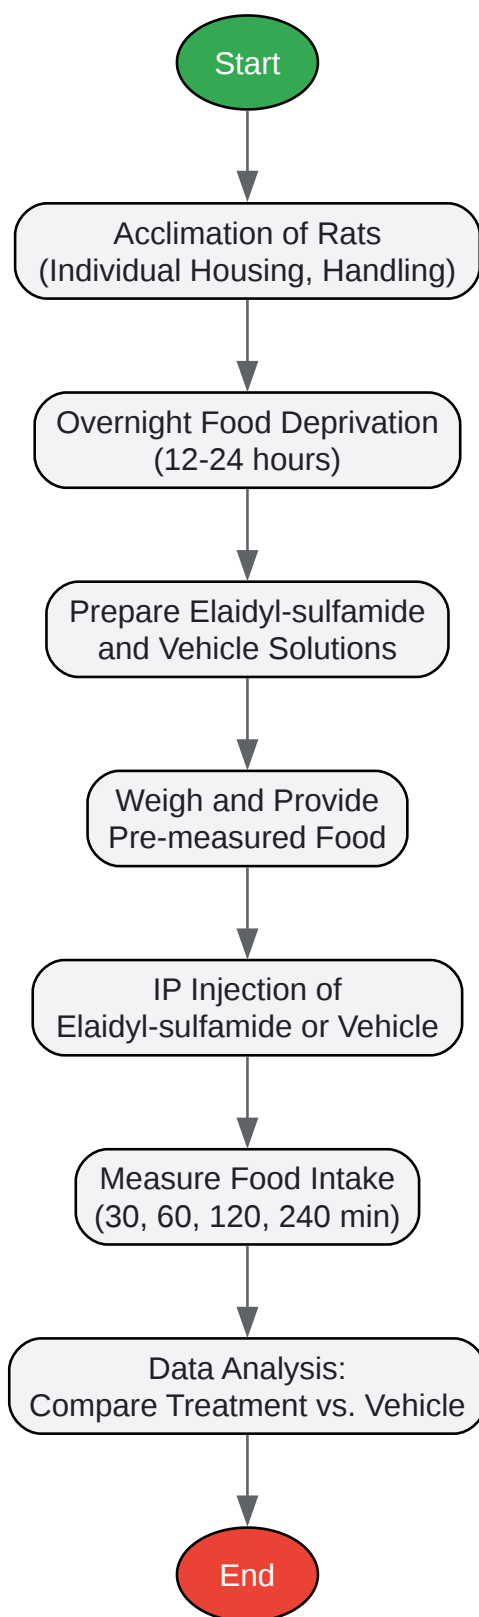 Start
Acclimation of Rats
(Individual Housing, Handling)
Overnight Food Deprivation
(12-24 hours)
Prepare Elaidyl-sulfamide
and Vehicle Solutions
Weigh and Provide
Pre-measured Food
IP Injection of
Elaidyl-sulfamide or Vehicle
Measure Food Intake
(30, 60, 120, 240 min)
Data Analysis:
Compare Treatment vs. Vehicle
End